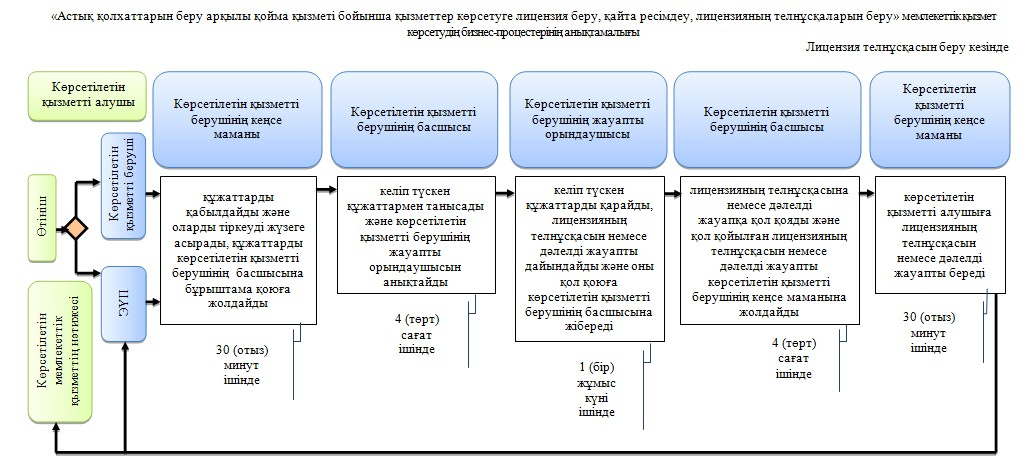 «Астық қолхаттарын беру арқылы қойма қызметі бойынша қызметтер көрсетуге лицензия беру, қайта ресімдеу, лицензияның телнұсқаларын беру» мемлекеттік қызмет
көрсетудің бизнес-процестерінің анықтамалығы
Лицензия телнұсқасын беру кезінде
Көрсетілетін
қызметті алушы
Көрсетілетін қызметті
берушінің кеңсе
маманы
Көрсетілетін қызметті
берушінің басшысы
Көрсетілетін қызметті
берушінің жауапты
орындаушысы
Көрсетілетін қызметті
берушінің басшысы
Көрсетілетін
қызметті
берушінің кеңсе
маманы
Өтініш
Көрсетілетін
қызметті беруші
ЭҮП
Көрсетілетін
мемлекеттік
қызметтің нәтижесі
құжаттарды
қабылдайды және
оларды тіркеуді жүзеге
асырады, құжаттарды
көрсетілетін қызметті
берушінің басшысына
бұрыштама қоюға
жолдайды
келіп түскен
құжаттармен танысады
және көрсетілетін
қызметті берушінің
жауапты
орындаушысын
анықтайды
келіп түскен
құжаттарды қарайды,
лицензияның
телнұсқасын немесе
дәлелді жауапты
дайындайды және оны
қол қоюға
көрсетілетін қызметті
берушінің басшысына
жібереді
лицензияның телнұсқасына
немесе дәлелді
жауапқа қол қояды және
қол қойылған лицензияның
телнұсқасын немесе
дәлелді жауапты
көрсетілетін қызметті
берушінің кеңсе маманына
жолдайды
көрсетілетін
қызметті алушыға
лицензияның
телнұсқасын
немесе дәлелді
жауапты береді
30 (отыз)
минут
ішінде
4 (төрт)
сағат
ішінде
1 (бір)
жұмыс
күні
ішінде
4 (төрт)
сағат
ішінде
30 (отыз)
минут
ішінде